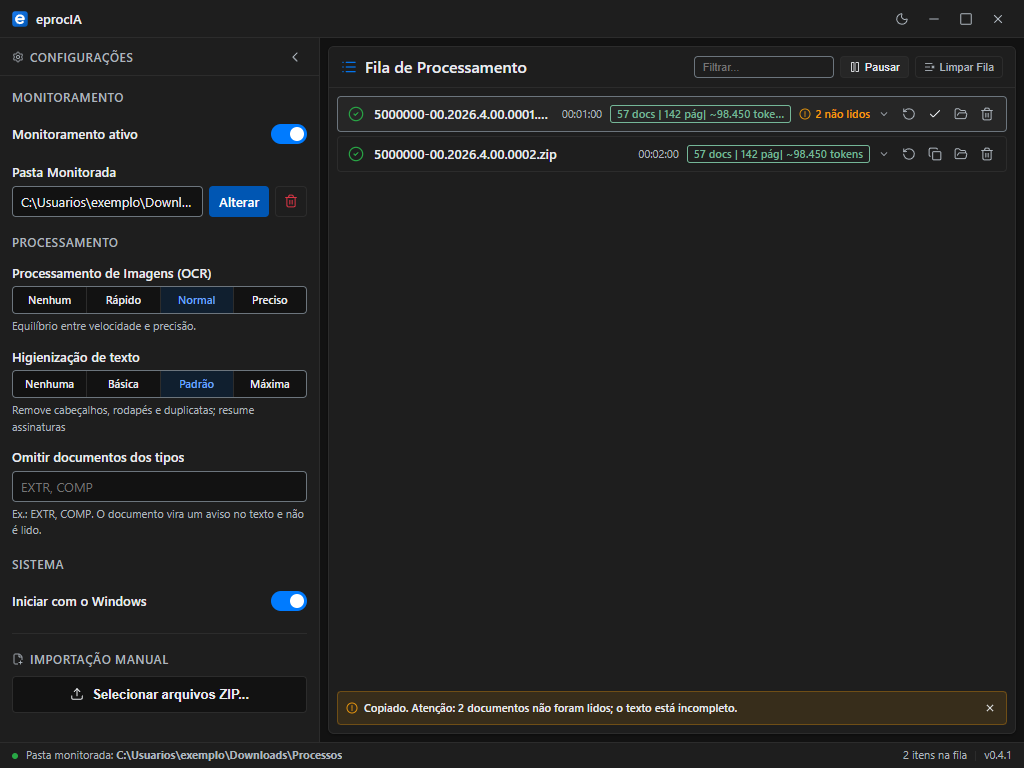 eprocIA
CONFIGURAÇÕES
MONITORAMENTO
Monitoramento ativo
Pasta Monitorada
C:\Usuarios\exemplo\Downl...
Alterar
PROCESSAMENTO
Processamento de Imagens (OCR)
Nenhum Rápido Normal Preciso
Equilíbrio entre velocidade e precisão.
Higienização de texto
Nenhuma Básica Padrão Máxima
Remove cabeçalhos, rodapés e duplicatas; resume
assinaturas
Omitir documentos dos tipos
EXTR, COMP
Ex.: EXTR, COMP. O documento vira um aviso no texto e não
é lido.
SISTEMA
Iniciar com o Windows
IMPORTAÇÃO MANUAL
Selecionar arquivos ZIP...
Fila de Processamento
Filtrar...
Pausar
Limpar Fila
5000000-00.2026.4.00.0001.... 00:01:00 57 docs | 142 pág| ~98.450 toke... 2 não lidos
5000000-00.2026.4.00.0002.zip 00:02:00 57 docs | 142 pág| ~98.450 tokens
Copiado. Atenção: 2 documentos não foram lidos; o texto está incompleto.
Pasta monitorada: C:\Usuarios\exemplo\Downloads\Processos
2 itens na fila
v0.4.1